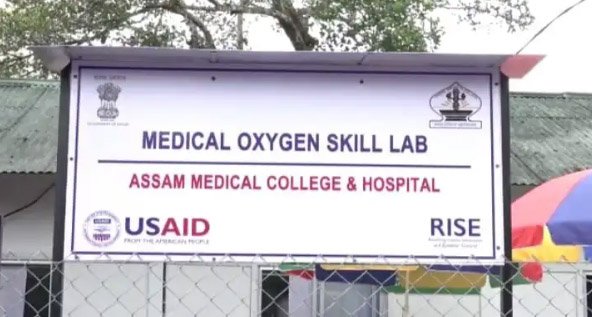 MEDICAL OXYGEN SKILL LAB
ASSAM MEDICAL COLLEGE & HOSPITAL
USAID
FROM THE AMERICAN PEOPLE
RISE